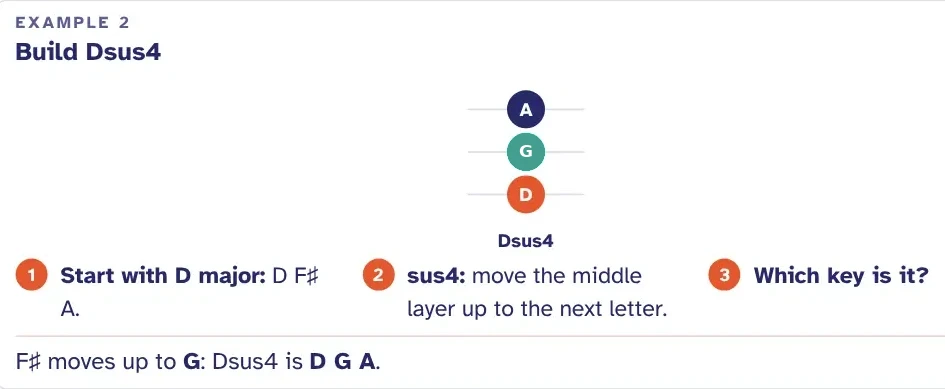 EXAMPLE 2
Build Dsus4
A
G
D
Dsus4
1 Start with D major: D F♯
A.
2 sus4: move the middle
layer up to the next letter.
3 Which key is it?
F♯ moves up to G: Dsus4 is D G A.